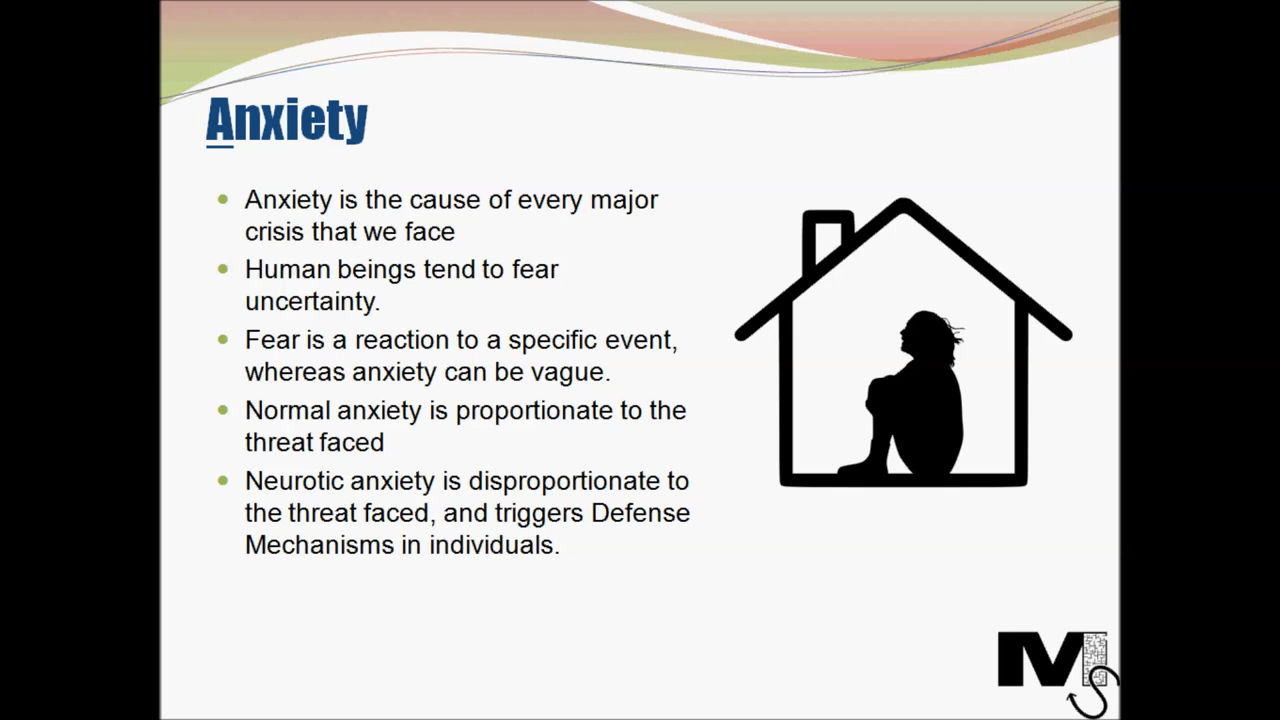 Anxiety
Anxiety is the cause of every major
crisis that we face
Human beings tend to fear
uncertainty.
Fear is a reaction to a specific event,
whereas anxiety can be vague.
Normal anxiety is proportionate to the
threat faced
Neurotic anxiety is disproportionate to
the threat faced, and triggers Defense
Mechanisms in individuals.
MS